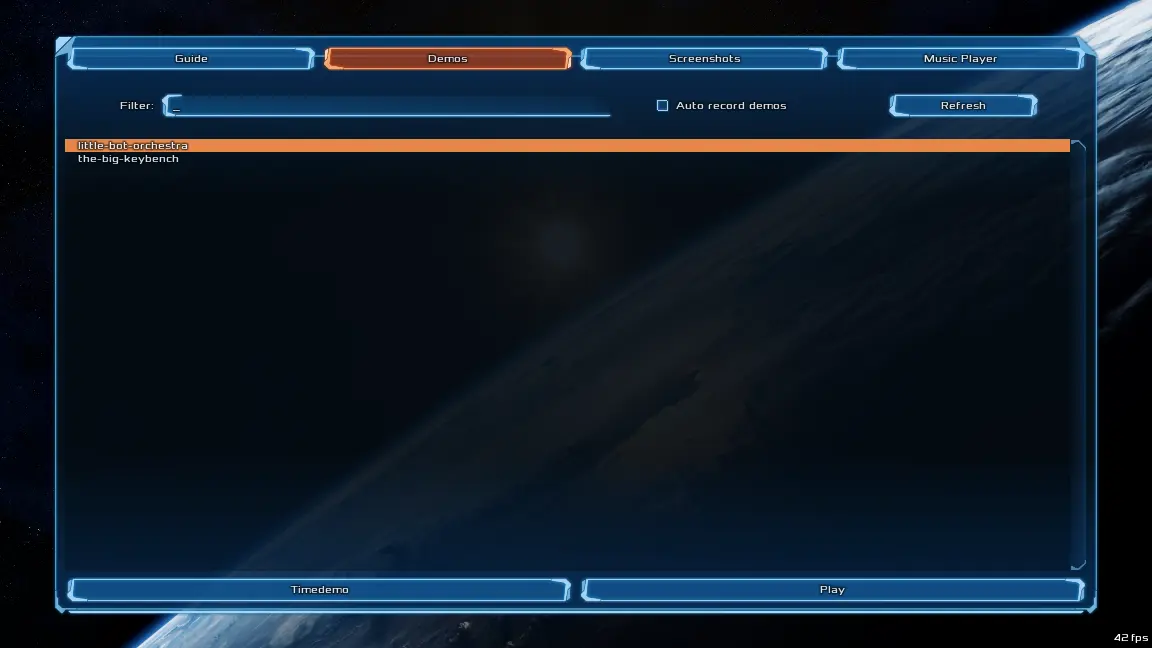 Guide Demos Screenshots Music Player
Filter: _ Auto record demos Refresh
little-bot-orchestra
the-big-keybench
Timedemo Play
42 fps